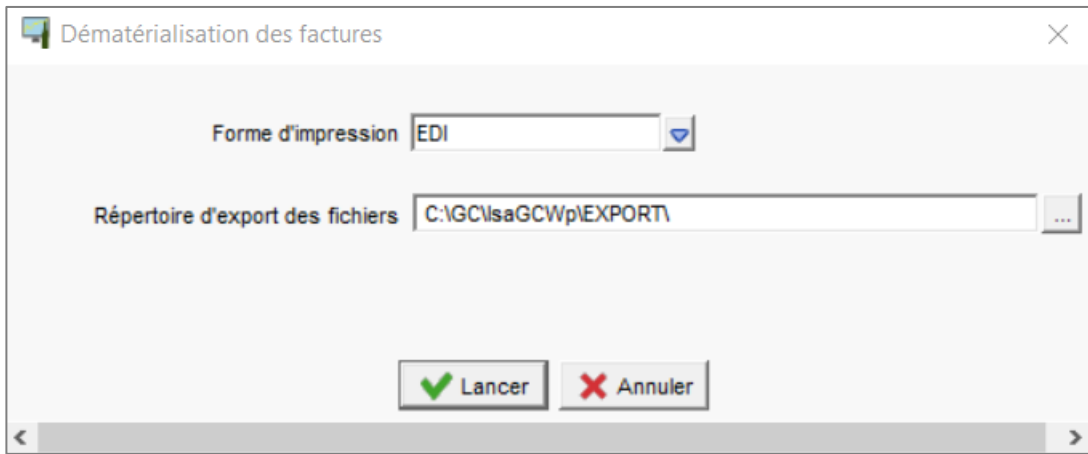 Dématérialisation des factures
Forme d'impression EDI
Répertoire d'export des fichiers C:\GC\IsaGCWp\EXPORT\ ...
Lancer Annuler